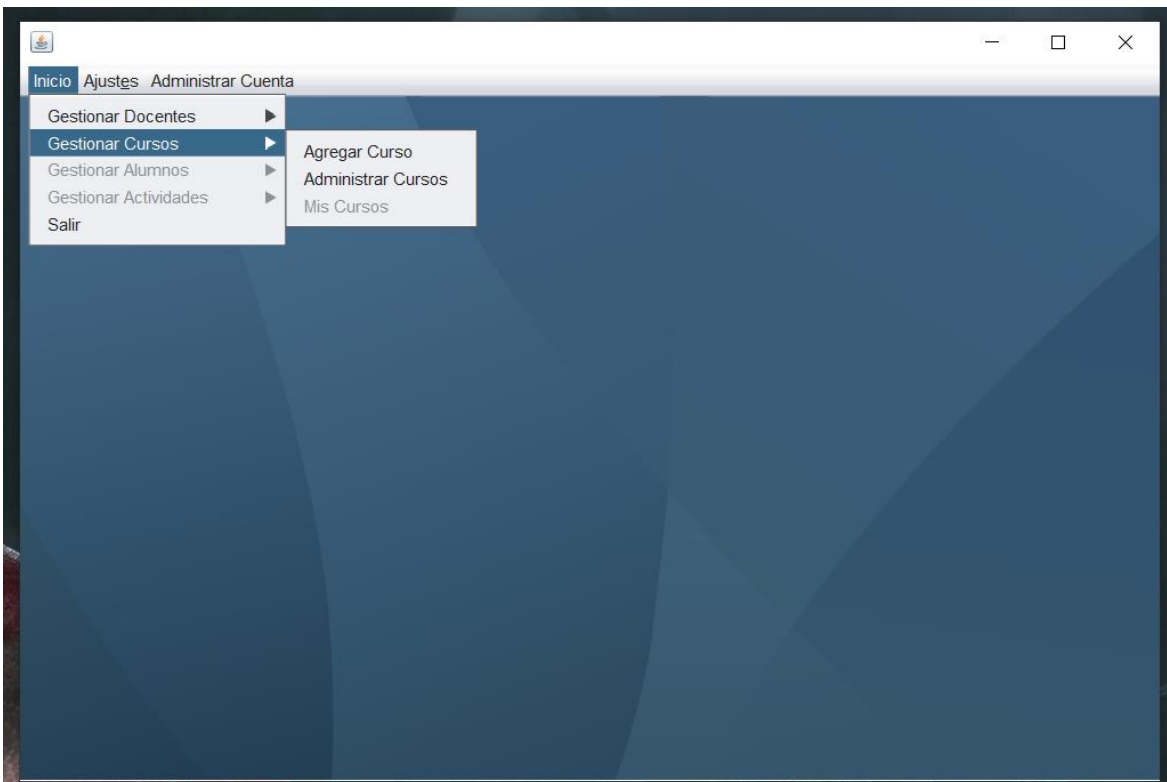 Inicio Ajustes Administrar Cuenta
Gestionar Docentes
Gestionar Cursos
Gestionar Alumnos
Gestionar Actividades
Salir
Agregar Curso
Administrar Cursos
Mis Cursos